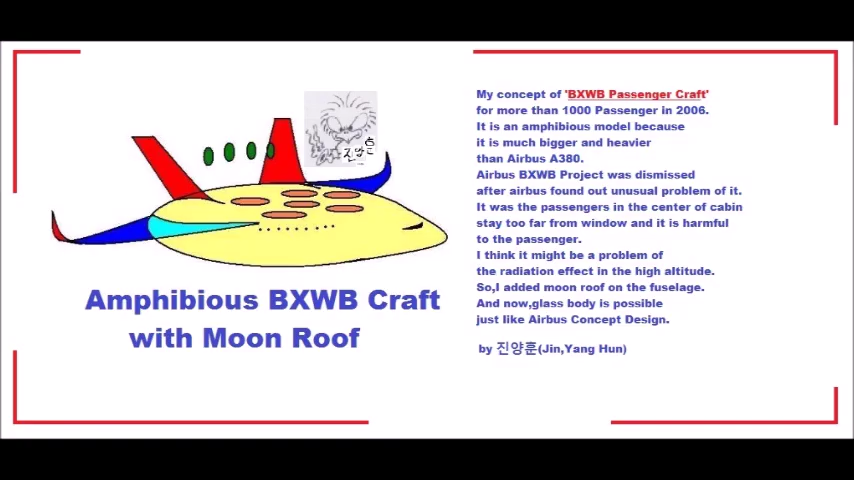 진양훈
Amphibious BXWB Craft
with Moon Roof
My concept of 'BXWB Passenger Craft'
for more than 1000 Passenger in 2006.
It is an amphibious model because
it is much bigger and heavier
than Airbus A380.
Airbus BXWB Project was dismissed
after airbus found out unusual problem of it.
It was the passengers in the center of cabin
stay too far from window and it is harmful
to the passenger.
I think it might be a problem of
the radiation effect in the high altitude.
So,I added moon roof on the fuselage.
And now,glass body is possible
just like Airbus Concept Design.
by 진양훈(Jin,Yang Hun)